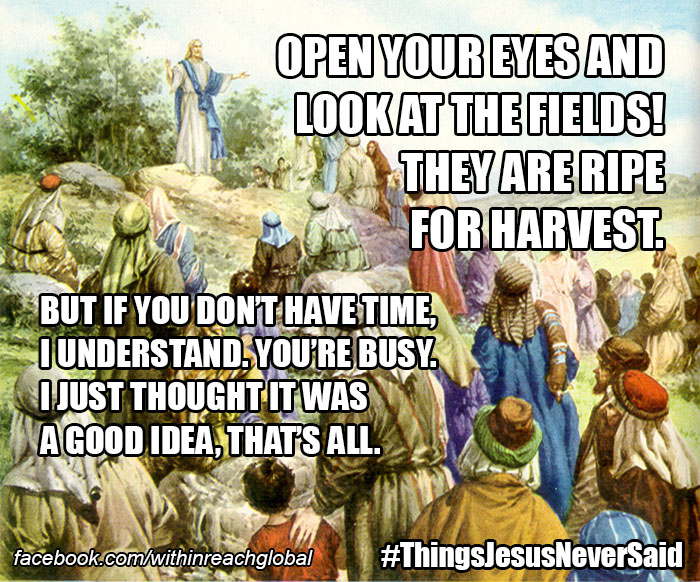 OPEN YOUR EYES AND
LOOK AT THE FIELDS!
THEY ARE RIPE
FOR HARVEST.
BUT IF YOU DON'T HAVE TIME,
I UNDERSTAND. YOU'RE BUSY.
I JUST THOUGHT IT WAS
A GOOD IDEA, THAT'S ALL.
facebook.com/withinreachglobal
#ThingsJesusNeverSaid